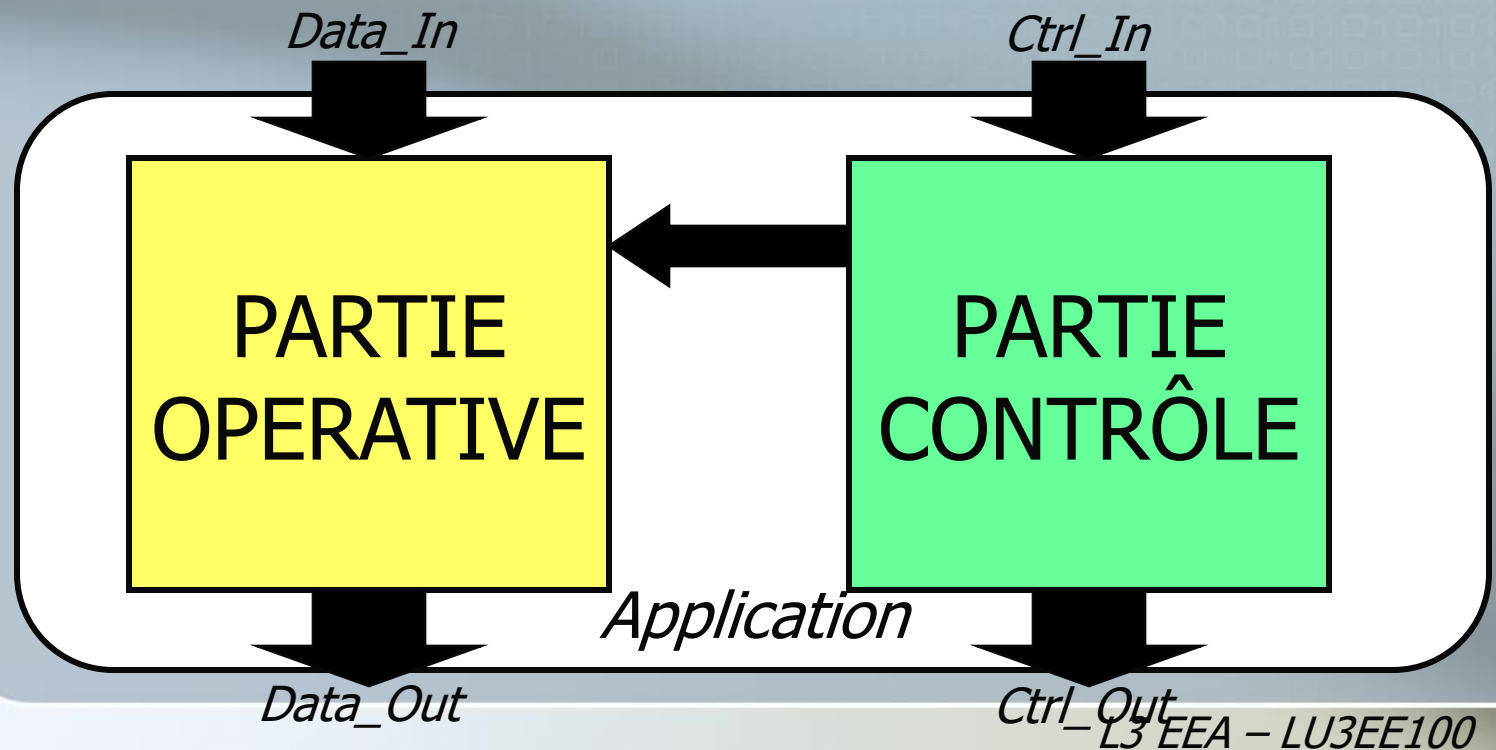 Data_In
Ctrl_In
PARTIE
OPERATIVE
PARTIE
CONTRÔLE
Application
Data_Out
Ctrl_Out
L3 EEA – LU3EE100